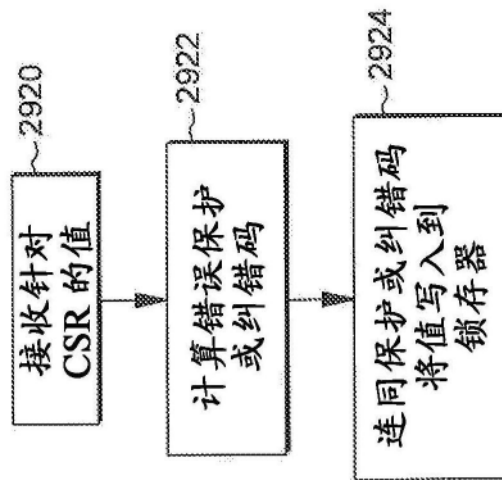 2920
接收针对
CSR 的值
2922
计算错误保护
或纠错码
2924
连同保护或纠错码
将值写入到
锁存器